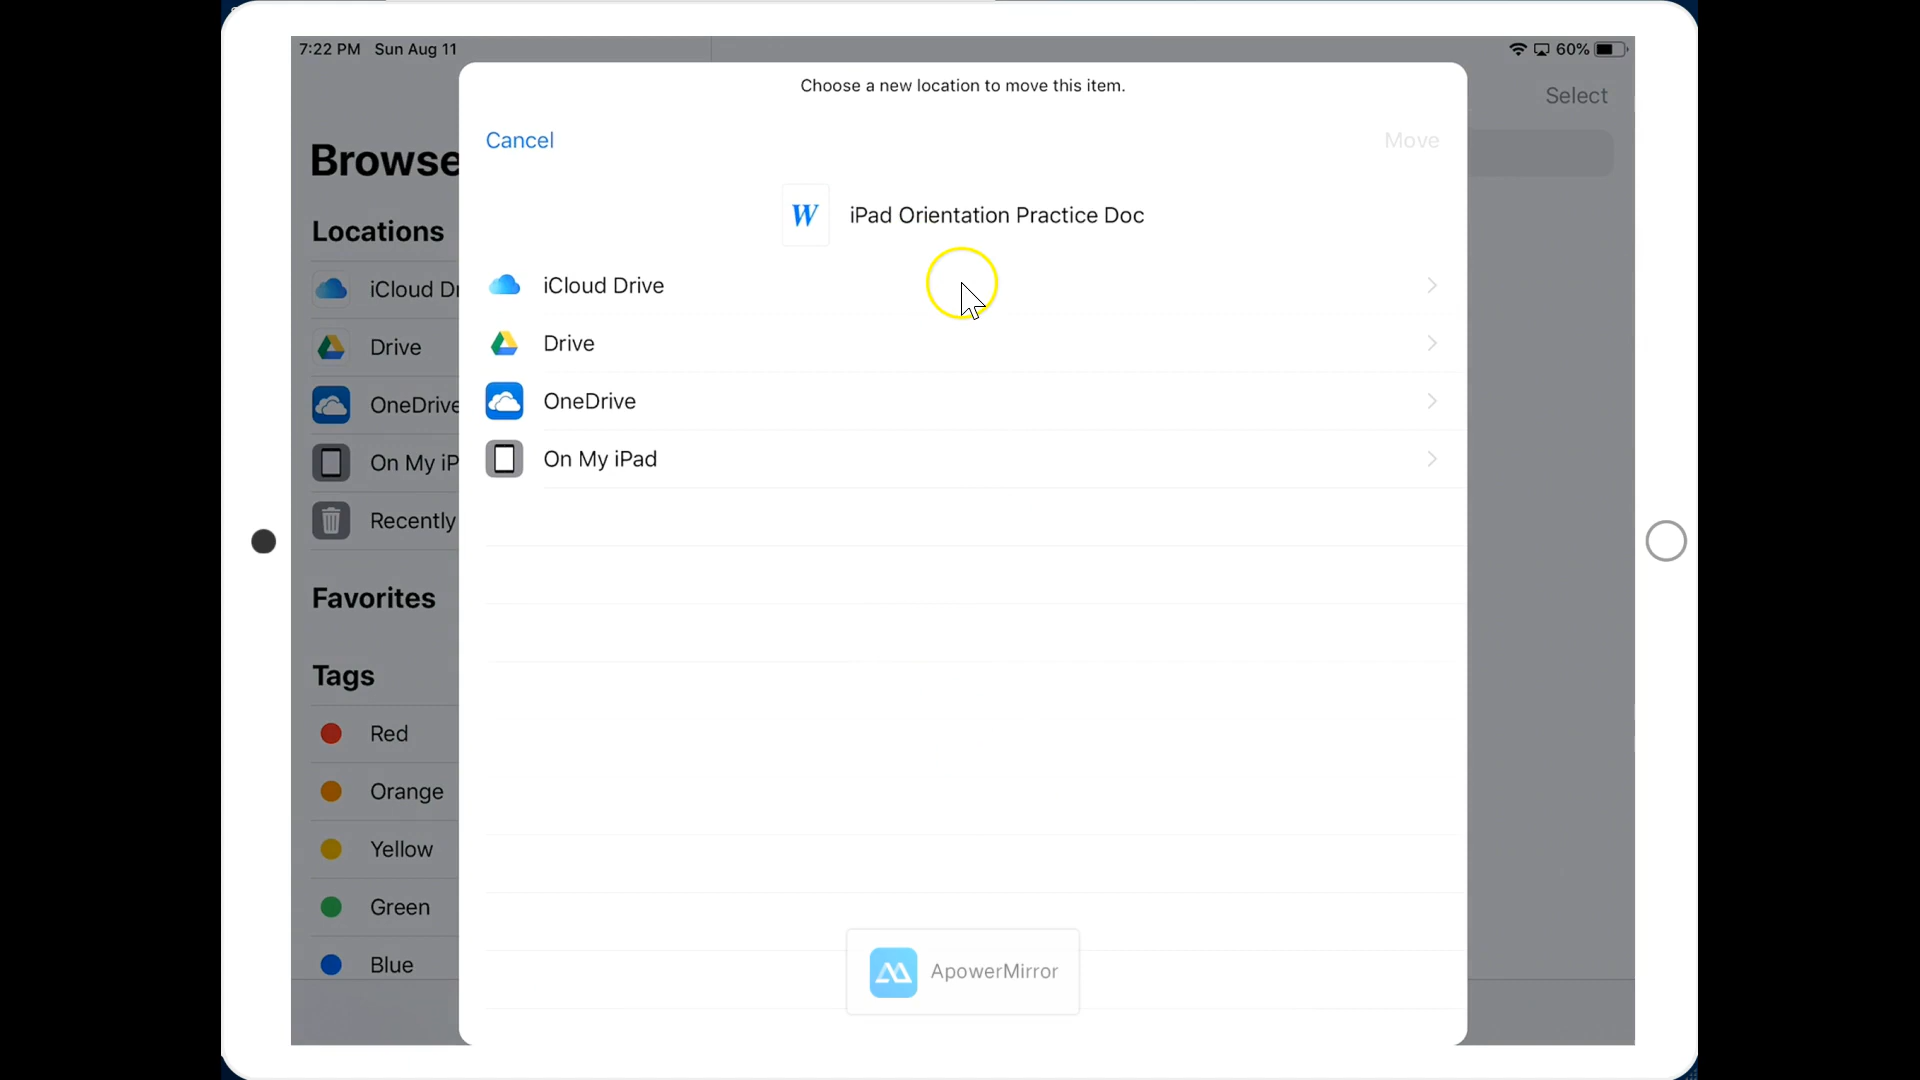 7:22 PM Sun Aug 11
60%
Choose a new location to move this item.
Select
Cancel
Move
Browse
iPad Orientation Practice Doc
Locations
iCloud Dr
Drive
OneDrive
On My iP
Recently
iCloud Drive
Drive
OneDrive
On My iPad
Favorites
Tags
Red
Orange
Yellow
Green
Blue
ApowerMirror